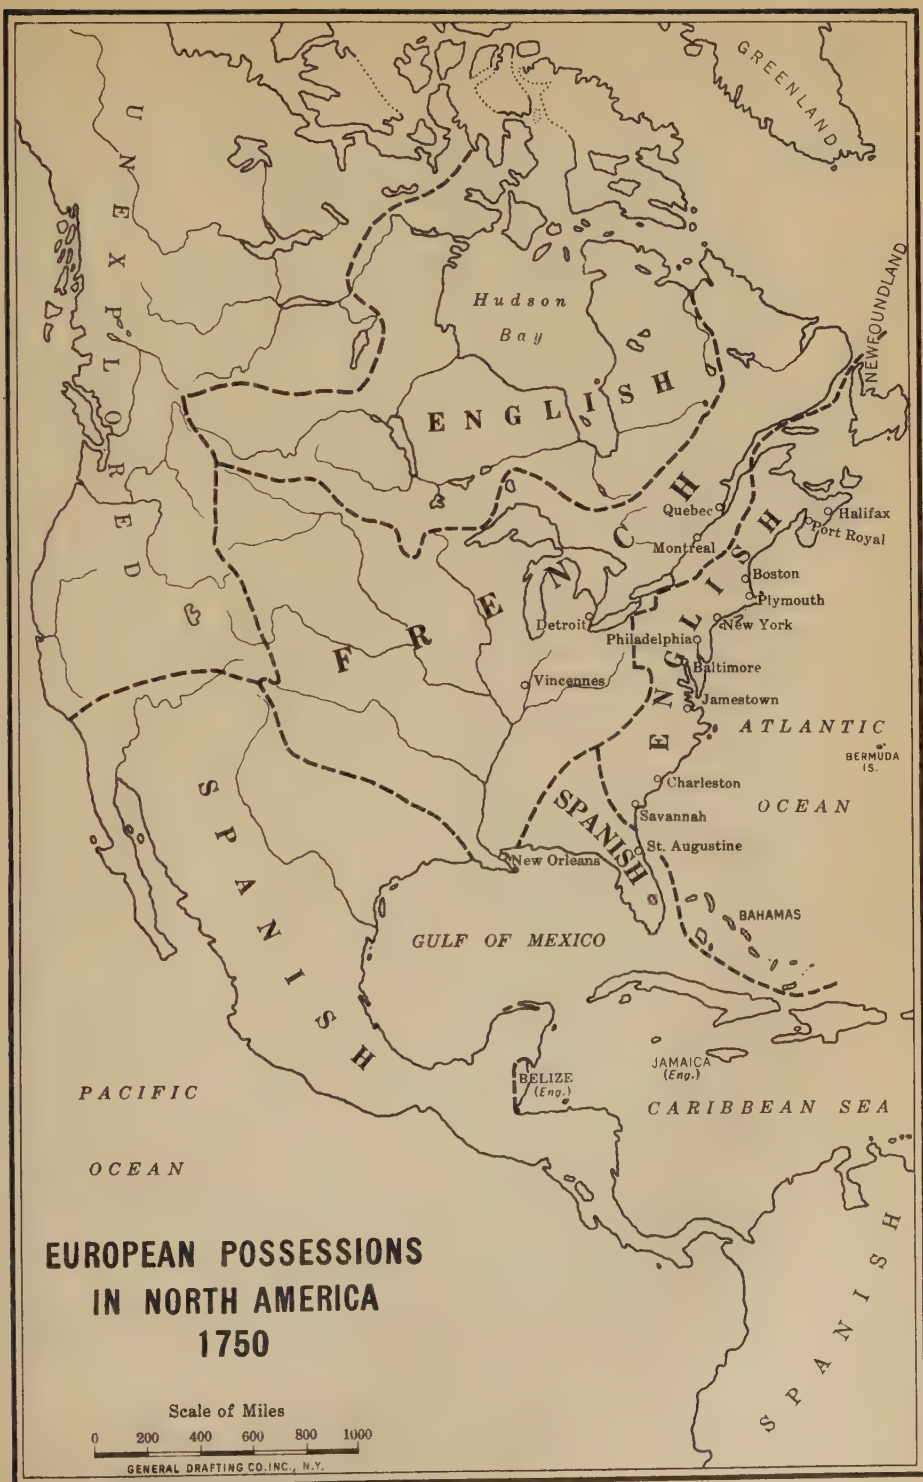 GREENLAND
UNEXPLORED
NEWFOUNDLAND
Hudson
Bay
ENGLISH
FRENCH
ENGLISH
Quebec
Halifax
Port Royal
Montreal
Boston
Plymouth
Detroit
New York
Philadelphia
Baltimore
Vincennes
Jamestown
ATLANTIC
OCEAN
BERMUDA
IS.
Charleston
SPANISH
Savannah
St. Augustine
New Orleans
SPANISH
BAHAMAS
GULF OF MEXICO
JAMAICA
(Eng.)
BELIZE
(Eng.)
CARIBBEAN SEA
PACIFIC
OCEAN
SPANISH
EUROPEAN POSSESSIONS
IN NORTH AMERICA
1750
Scale of Miles
0 200 400 600 800 1000
GENERAL DRAFTING CO.INC., N.Y.